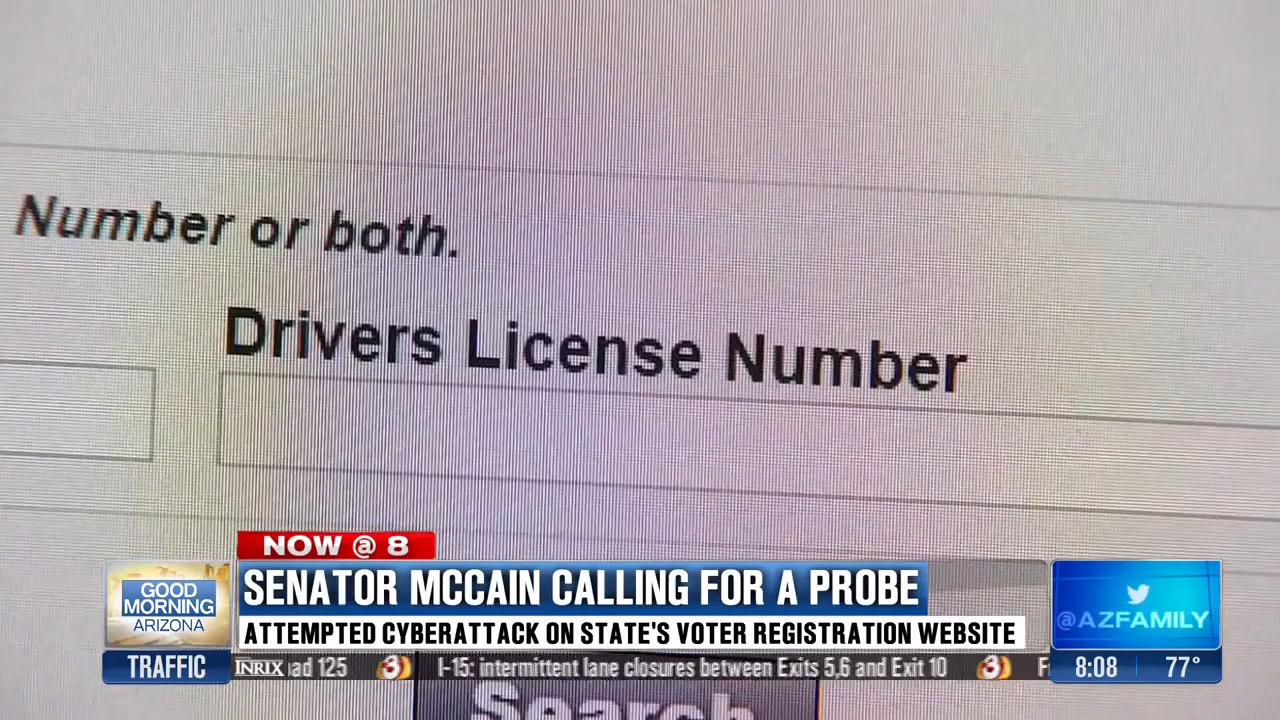 Number or both.
Drivers License Number
NOW @ 8
SENATOR MCCAIN CALLING FOR A PROBE
ATTEMPTED CYBERATTACK ON STATE'S VOTER REGISTRATION WEBSITE
GOOD
MORNING
ARIZONA
@AZFAMILY
TRAFFIC
INRIX ad 125 3 I-15: intermittent lane closures between Exits 5,6 and Exit 10 3
8:08 77°
Search